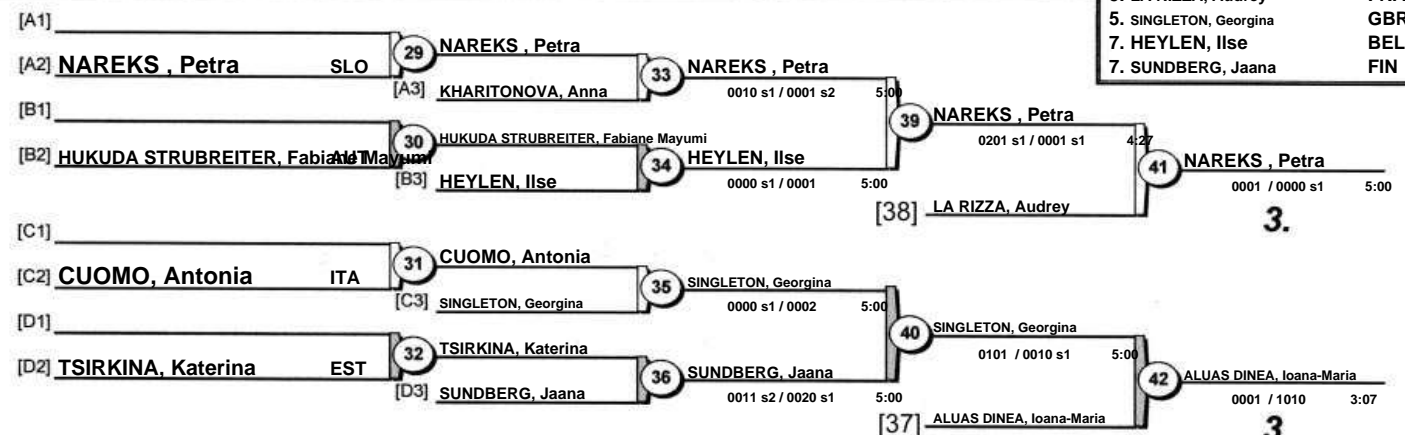 5. SINGLETON, Georgina GBR
7. HEYLEN, Ilse BEL
7. SUNDBERG, Jaana FIN
[A1]
[A2] NAREKS , Petra SLO
29
NAREKS , Petra
[A3] KHARITONOVA, Anna
33
NAREKS , Petra
0010 s1 / 0001 s2 5:00
[B1]
[B2] HUKUDA STRUBREITER, Fabiane Mayumi AUT
30
HUKUDA STRUBREITER, Fabiane Mayumi
[B3] HEYLEN, Ilse
34
HEYLEN, Ilse
0000 s1 / 0001 5:00
39
NAREKS , Petra
0201 s1 / 0001 s1 4:27
[38] LA RIZZA, Audrey
41
NAREKS , Petra
0001 / 0000 s1 5:00
3.
[C1]
[C2] CUOMO, Antonia ITA
31
CUOMO, Antonia
[C3] SINGLETON, Georgina
35
SINGLETON, Georgina
0000 s1 / 0002 5:00
[D1]
[D2] TSIRKINA, Katerina EST
32
TSIRKINA, Katerina
[D3] SUNDBERG, Jaana
36
SUNDBERG, Jaana
0011 s2 / 0020 s1 5:00
40
SINGLETON, Georgina
0101 / 0010 s1 5:00
[37] ALUAS DINEA, Ioana-Maria
42
ALUAS DINEA, Ioana-Maria
0001 / 1010 3:07
3